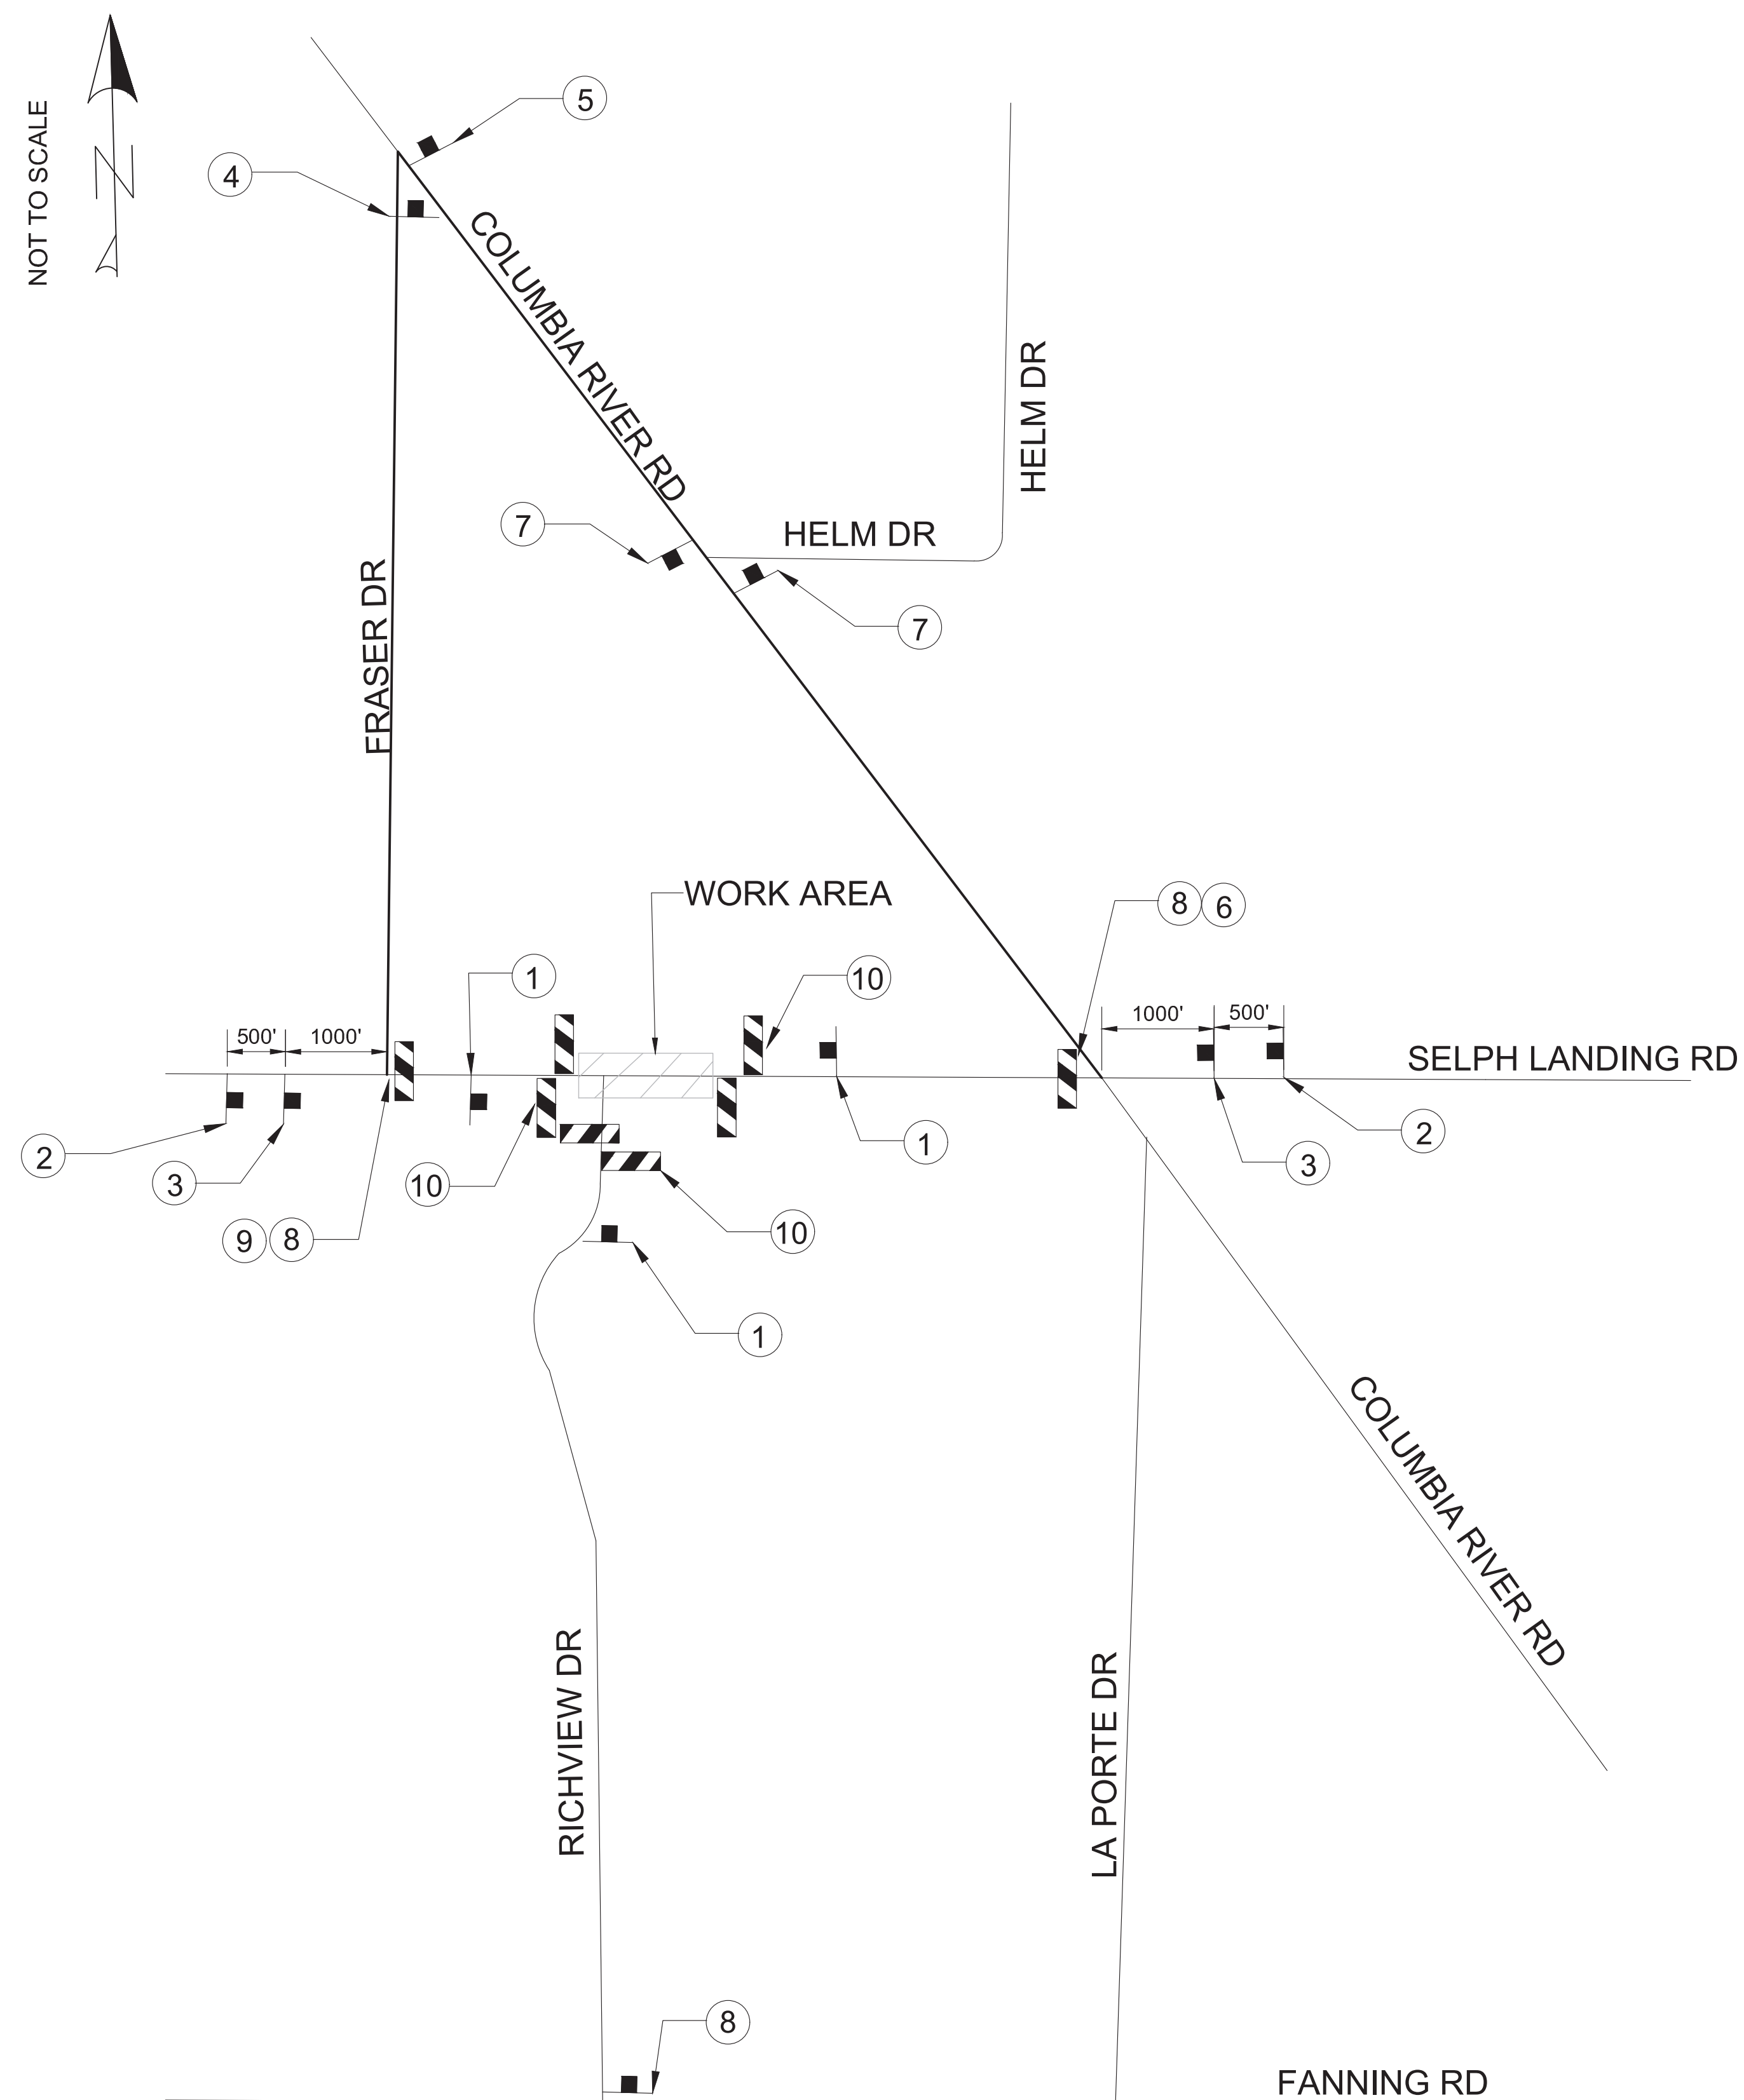 NOT TO SCALE
N
5
4
COLUMBIA RIVER RD
HELM DR
7
HELM DR
7
FRASER DR
WORK AREA
8 6
1
10
500' 1000'
1000' 500'
SELPH LANDING RD
2
3
10
1
3
2
9 8
10
1
COLUMBIA RIVER RD
RICHVIEW DR
LA PORTE DR
8
FANNING RD